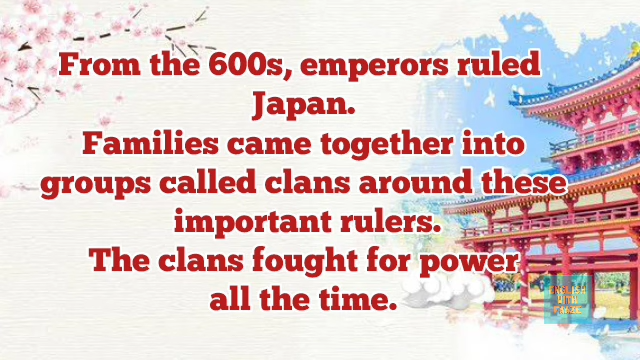 From the 600s, emperors ruled
Japan.
Families came together into
groups called clans around these
important rulers.
The clans fought for power
all the time.
ENGLISH
WITH